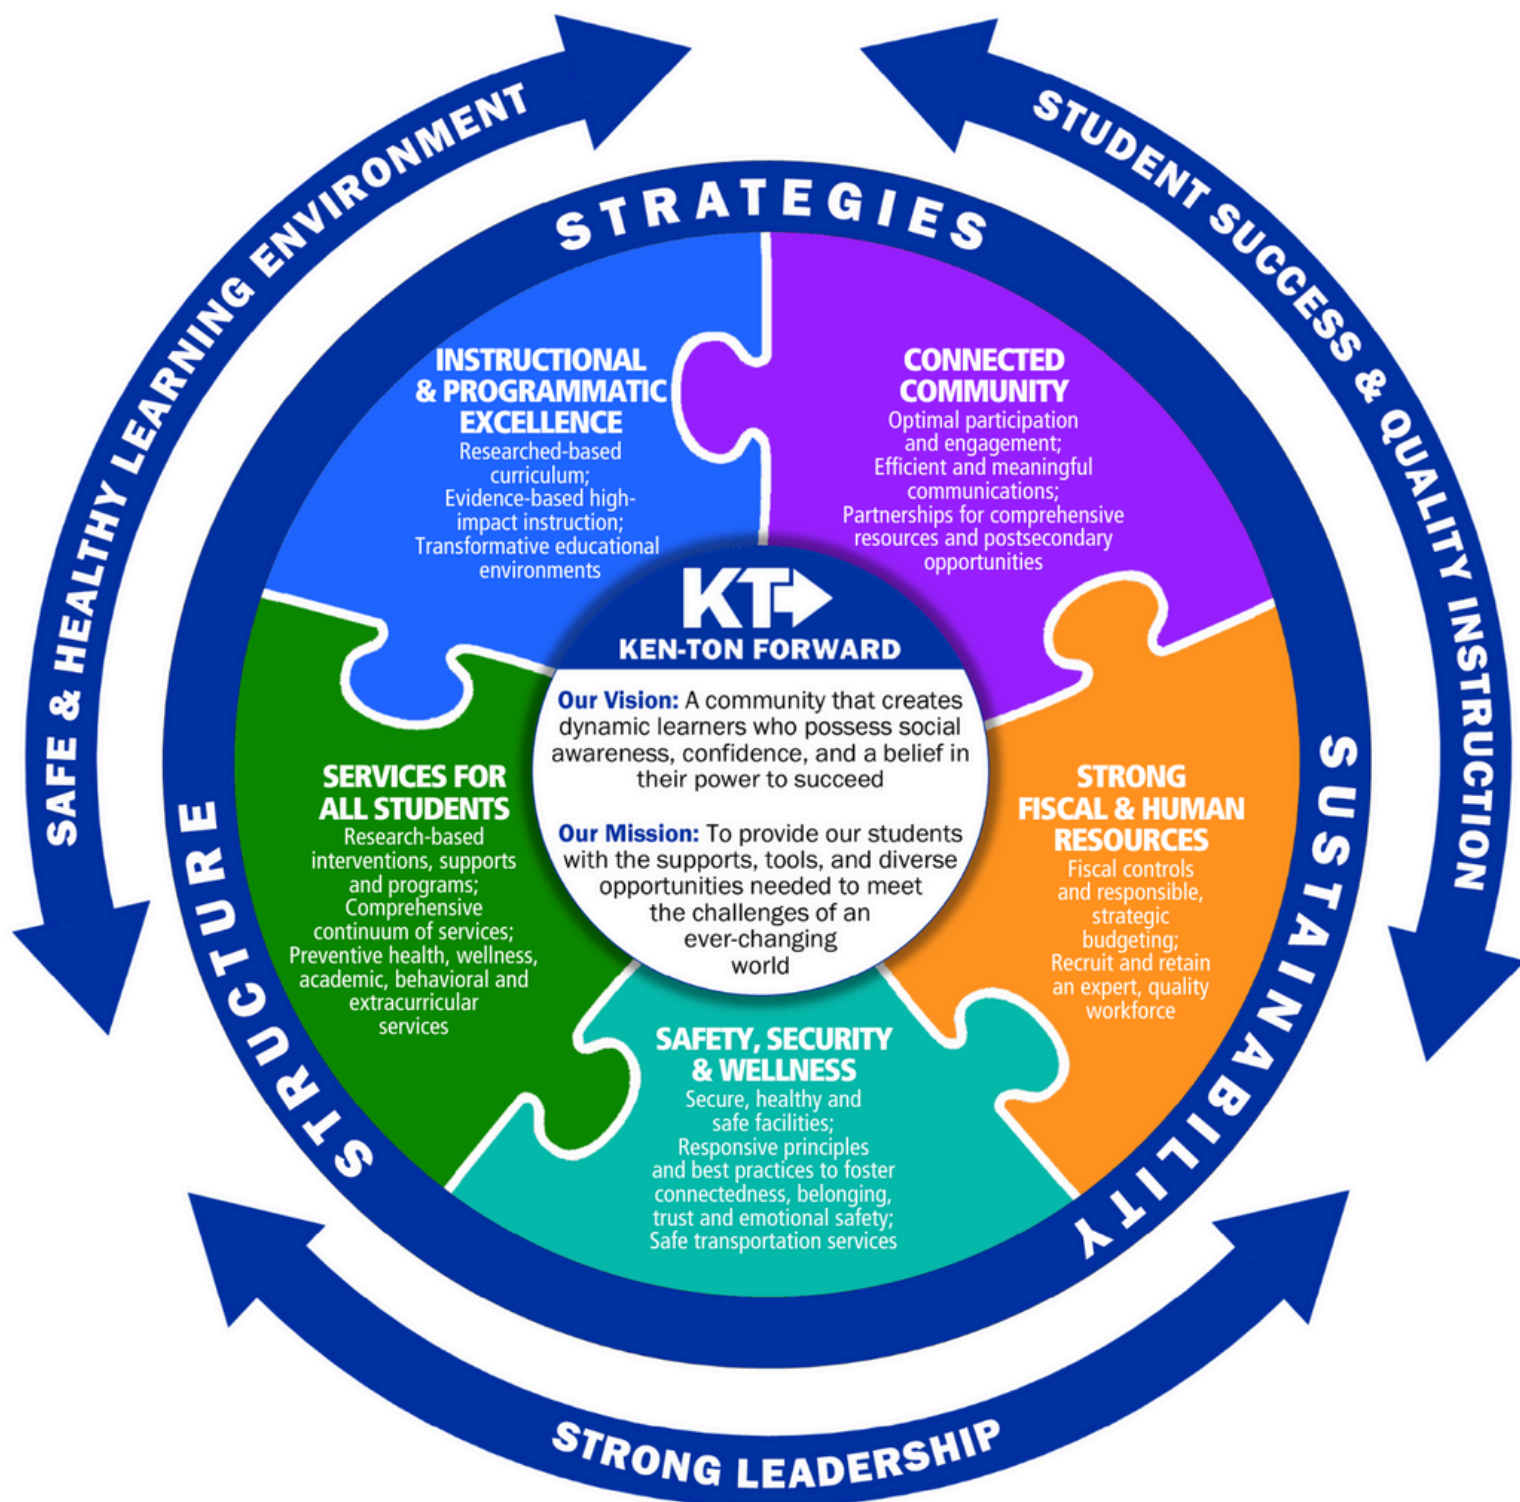 SAFE & HEALTHY LEARNING ENVIRONMENT
STUDENT SUCCESS & QUALITY INSTRUCTION
STRATEGIES
INSTRUCTIONAL
& PROGRAMMATIC
EXCELLENCE
Researched-based
curriculum;
Evidence-based high-
impact instruction;
Transformative educational
environments
CONNECTED
COMMUNITY
Optimal participation
and engagement;
Efficient and meaningful
communications;
Partnerships for comprehensive
resources and postsecondary
opportunities
KT
KEN-TON FORWARD
Our Vision: A community that creates
dynamic learners who possess social
awareness, confidence, and a belief in
their power to succeed
Our Mission: To provide our students
with the supports, tools, and diverse
opportunities needed to meet
the challenges of an
ever-changing
world
STRUCTURE
SERVICES FOR
ALL STUDENTS
Research-based
interventions, supports
and programs;
Comprehensive
continuum of services;
Preventive health, wellness,
academic, behavioral and
extracurricular
services
STRONG
FISCAL & HUMAN
RESOURCES
Fiscal controls
and responsible,
strategic
budgeting;
Recruit and retain
an expert, quality
workforce
SUSTAINABILITY
SAFETY, SECURITY
& WELLNESS
Secure, healthy and
safe facilities;
Responsive principles
and best practices to foster
connectedness, belonging,
trust and emotional safety;
Safe transportation services
STRONG LEADERSHIP